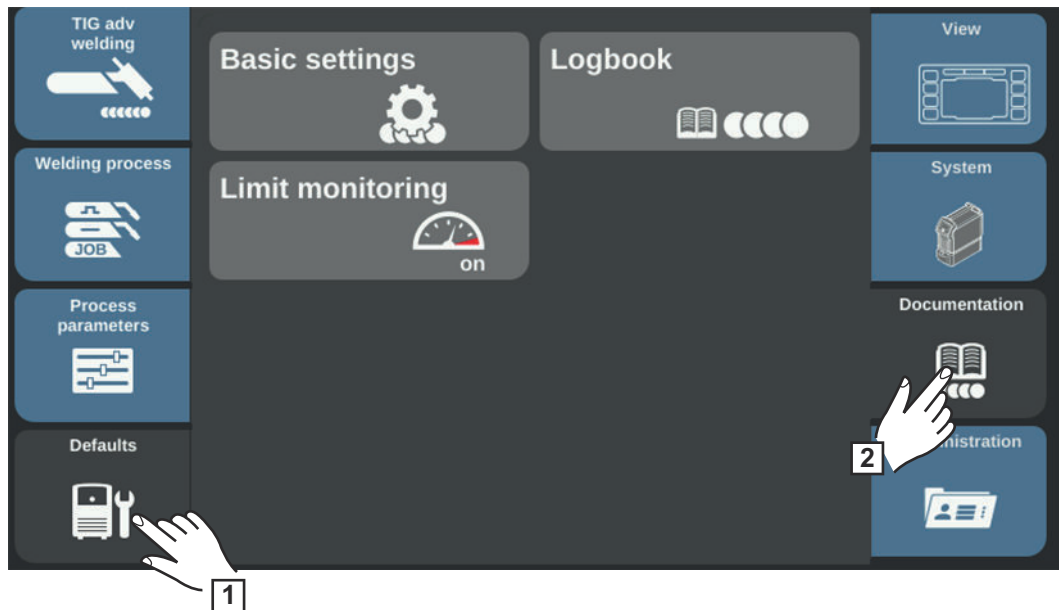 TIG adv
welding
Basic settings
Logbook
View
Welding process
JOB
Limit monitoring
on
System
Process
parameters
Documentation
Defaults
nistration
1
2